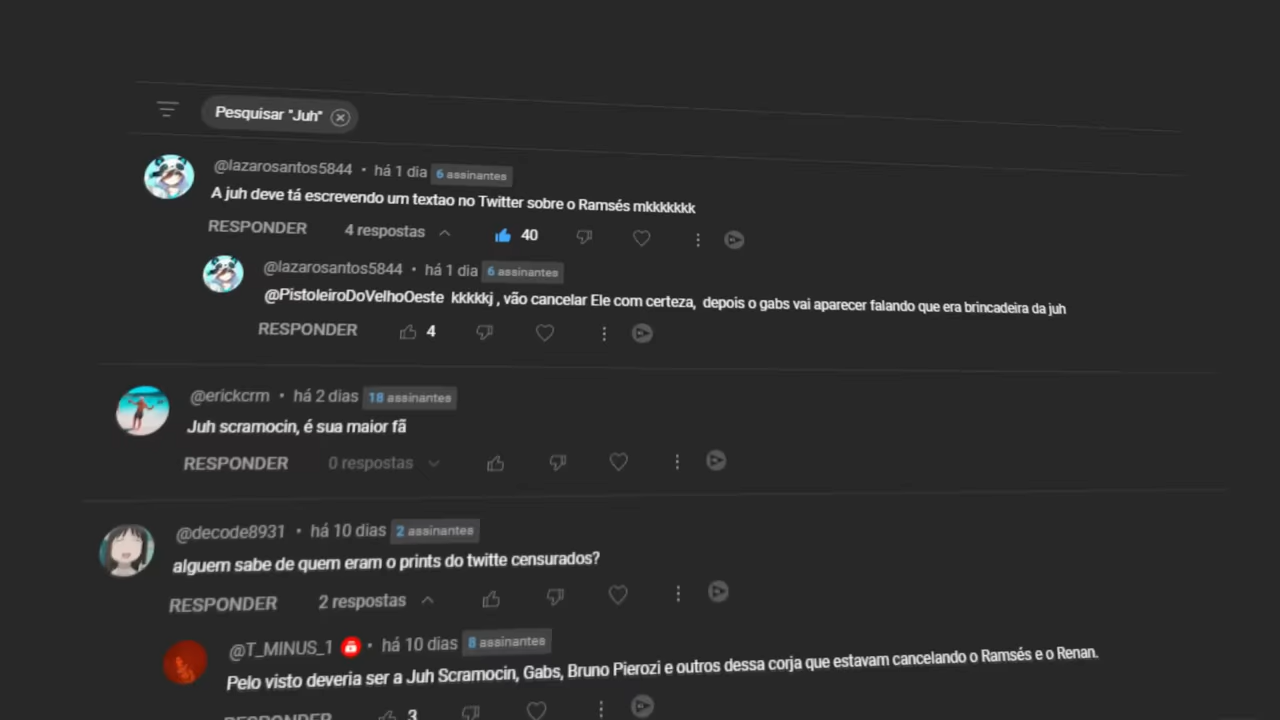 Pesquisar "Juh"
@lazarosantos5844 • há 1 dia 6 assinantes
A juh deve tá escrevendo um textao no Twitter sobre o Ramsés mkkkkkkk
RESPONDER 4 respostas 40
@lazarosantos5844 • há 1 dia 6 assinantes
@PistoleiroDoVelhoOeste kkkkkj , vão cancelar Ele com certeza, depois o gabs vai aparecer falando que era brincadeira da juh
RESPONDER 4
@erickcrm • há 2 dias 18 assinantes
Juh scramocin, é sua maior fã
RESPONDER 0 respostas
@decode8931 • há 10 dias 2 assinantes
alguem sabe de quem eram o prints do twitte censurados?
RESPONDER 2 respostas
@T_MINUS_1 • há 10 dias 8 assinantes
Pelo visto deveria ser a Juh Scramocin, Gabs, Bruno Pierozi e outros dessa corja que estavam cancelando o Ramsés e o Renan.
RESPONDER 3